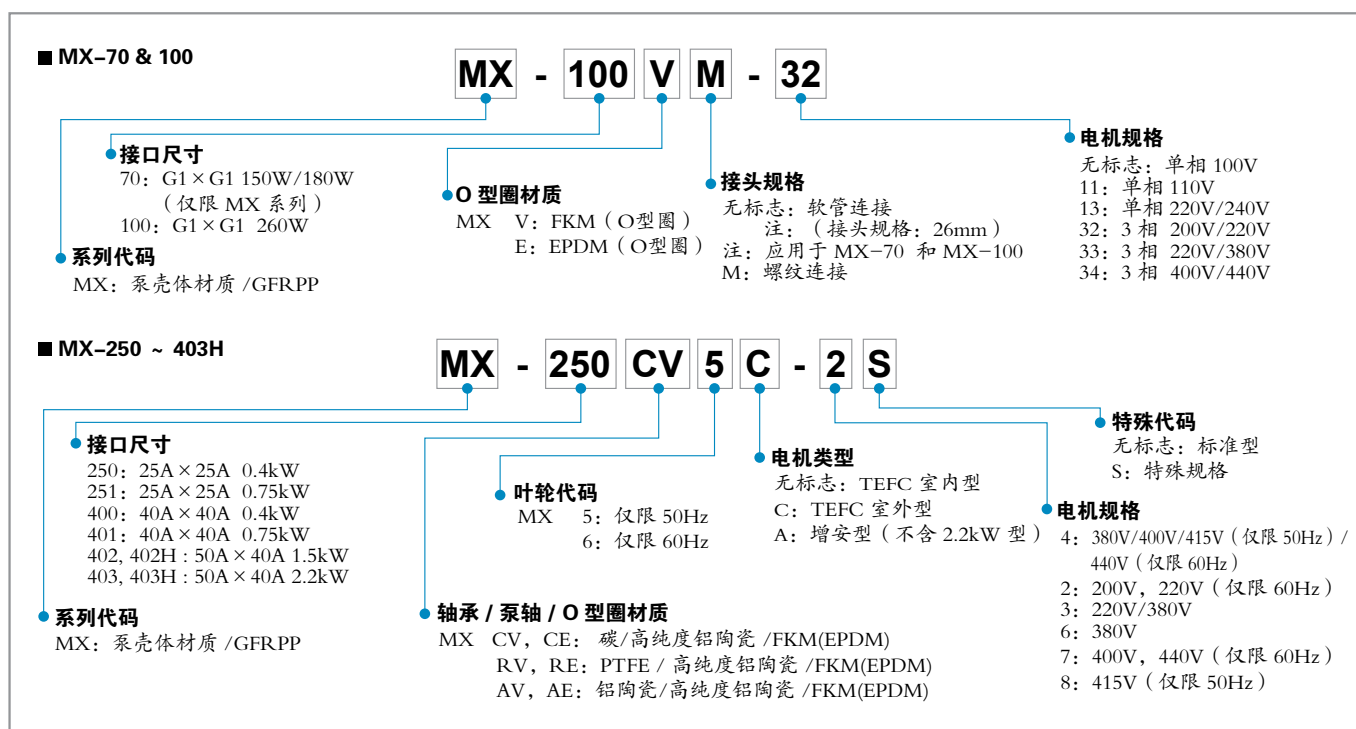 ■ MX-70 & 100
MX - 100 V M - 32
接口尺寸
70：G1×G1 150W/180W
（仅限 MX 系列）
100：G1×G1 260W
系列代码
MX：泵壳体材质 /GFRPP
O 型圈材质
MX V：FKM（O型圈）
E：EPDM（O型圈）
接头规格
无标志：软管连接
注：（接头规格：26mm）
注：应用于 MX-70 和 MX-100
M：螺纹连接
电机规格
无标志：单相 100V
11：单相 110V
13：单相 220V/240V
32：3 相 200V/220V
33：3 相 220V/380V
34：3 相 400V/440V
■ MX-250 ~ 403H
MX - 250 CV 5 C - 2 S
接口尺寸
250：25A×25A 0.4kW
251：25A×25A 0.75kW
400：40A×40A 0.4kW
401：40A×40A 0.75kW
402, 402H : 50A×40A 1.5kW
403, 403H : 50A×40A 2.2kW
系列代码
MX：泵壳体材质 /GFRPP
轴承 / 泵轴 / O 型圈材质
MX CV，CE： 碳/高纯度铝陶瓷 /FKM(EPDM)
RV，RE：PTFE / 高纯度铝陶瓷 /FKM(EPDM)
AV，AE：铝陶瓷/高纯度铝陶瓷 /FKM(EPDM)
叶轮代码
MX 5：仅限 50Hz
6：仅限 60Hz
电机类型
无标志：TEFC 室内型
C：TEFC 室外型
A：增安型（不含 2.2kW 型）
电机规格
4：380V/400V/415V（仅限 50Hz）/
440V（仅限 60Hz）
2：200V，220V（仅限 60Hz）
3：220V/380V
6：380V
7：400V，440V（仅限 60Hz）
8：415V（仅限 50Hz）
特殊代码
无标志：标准型
S：特殊规格